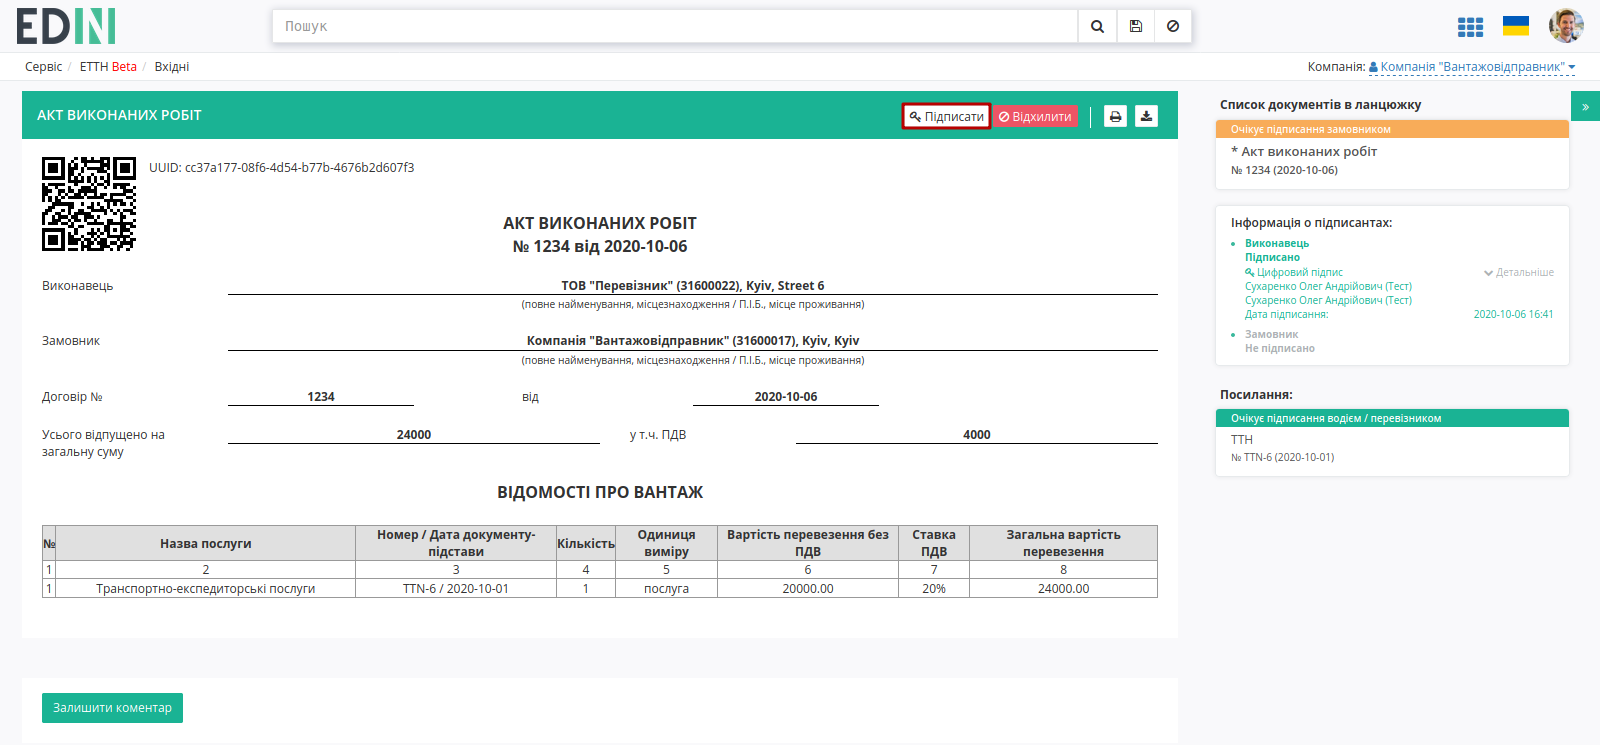 EDIN
Пошук
Сервіс / ЕТТН Beta / Вхідні
Компанія: Компанія "Вантажовідправник"
АКТ ВИКОНАНИХ РОБІТ
Підписати
Відхилити
UUID: cc37a177-08f6-4d54-b77b-4676b2d607f3
АКТ ВИКОНАНИХ РОБІТ
№ 1234 від 2020-10-06
Виконавець
ТОВ "Перевізник" (31600022), Kyiv, Street 6
(повне найменування, місцезнаходження / П.І.Б., місце проживання)
Замовник
Компанія "Вантажовідправник" (31600017), Kyiv, Kyiv
(повне найменування, місцезнаходження / П.І.Б., місце проживання)
Договір № 1234 від 2020-10-06
Усього відпущено на загальну суму 24000 у т.ч. ПДВ 4000
ВІДОМОСТІ ПРО ВАНТАЖ
№ Назва послуги Номер / Дата документу-підстави Кількість Одиниця виміру Вартість перевезення без ПДВ Ставка ПДВ Загальна вартість перевезення
1 2 3 4 5 6 7 8
1 Транспортно-експедиторські послуги TTN-6 / 2020-10-01 1 послуга 20000.00 20% 24000.00
Залишити коментар
Список документів в ланцюжку
»
Очікує підписання замовником
* Акт виконаних робіт
№ 1234 (2020-10-06)
Інформація о підписантах:
Виконавець
Підписано
Цифровий підпис Детальніше
Сухаренко Олег Андрійович (Тест)
Сухаренко Олег Андрійович (Тест)
Дата підписання: 2020-10-06 16:41
Замовник
Не підписано
Посилання:
Очікує підписання водієм / перевізником
ТТН
№ TTN-6 (2020-10-01)